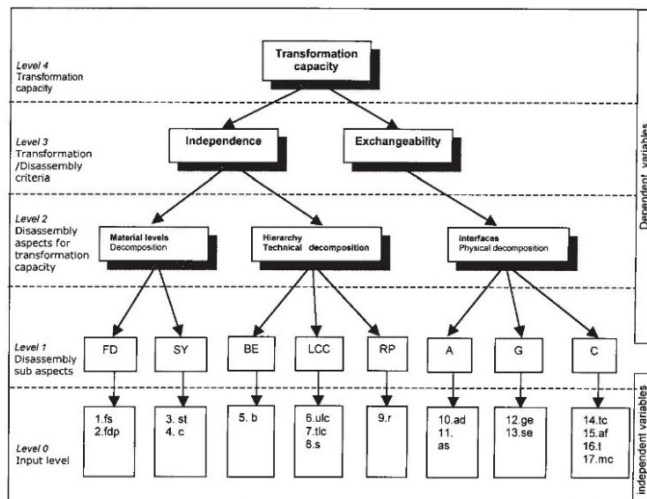 Level 4
Transformation
capacity
Transformation
capacity
Level 3
Transformation
/Disassembly
criteria
Independence
Exchangeability
Level 2
Disassembly
aspects for
transformation
capacity
Material levels
Decomposition
Hierarchy
Technical decomposition
Interfaces
Physical decomposition
Dependent variables
Level 1
Disassembly
sub aspects
FD
SY
BE
LCC
RP
A
G
C
Level 0
Input level
1.fs
2.fdp
3. st
4. c
5. b
6.ulc
7.tlc
8.s
9.r
10.ad
11.
as
12.ge
13.se
14.tc
15.af
16.t
17.mc
independent variables